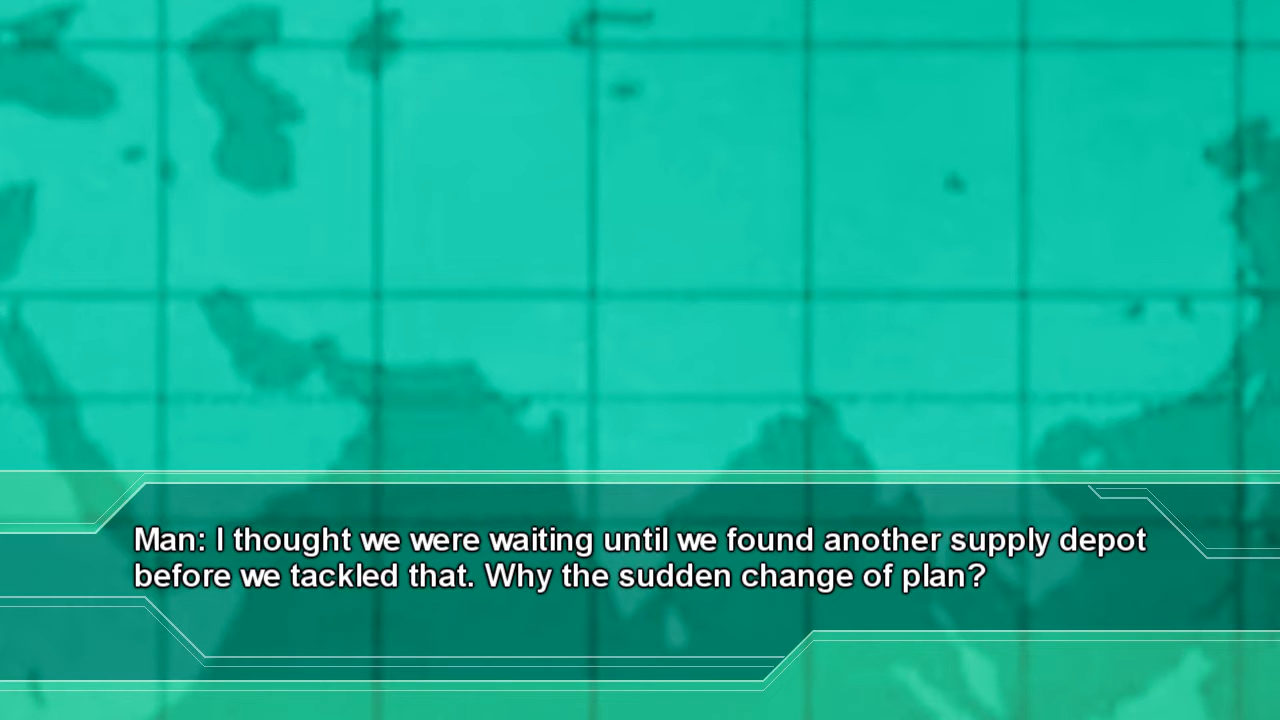 Man: I thought we were waiting until we found another supply depot
before we tackled that. Why the sudden change of plan?